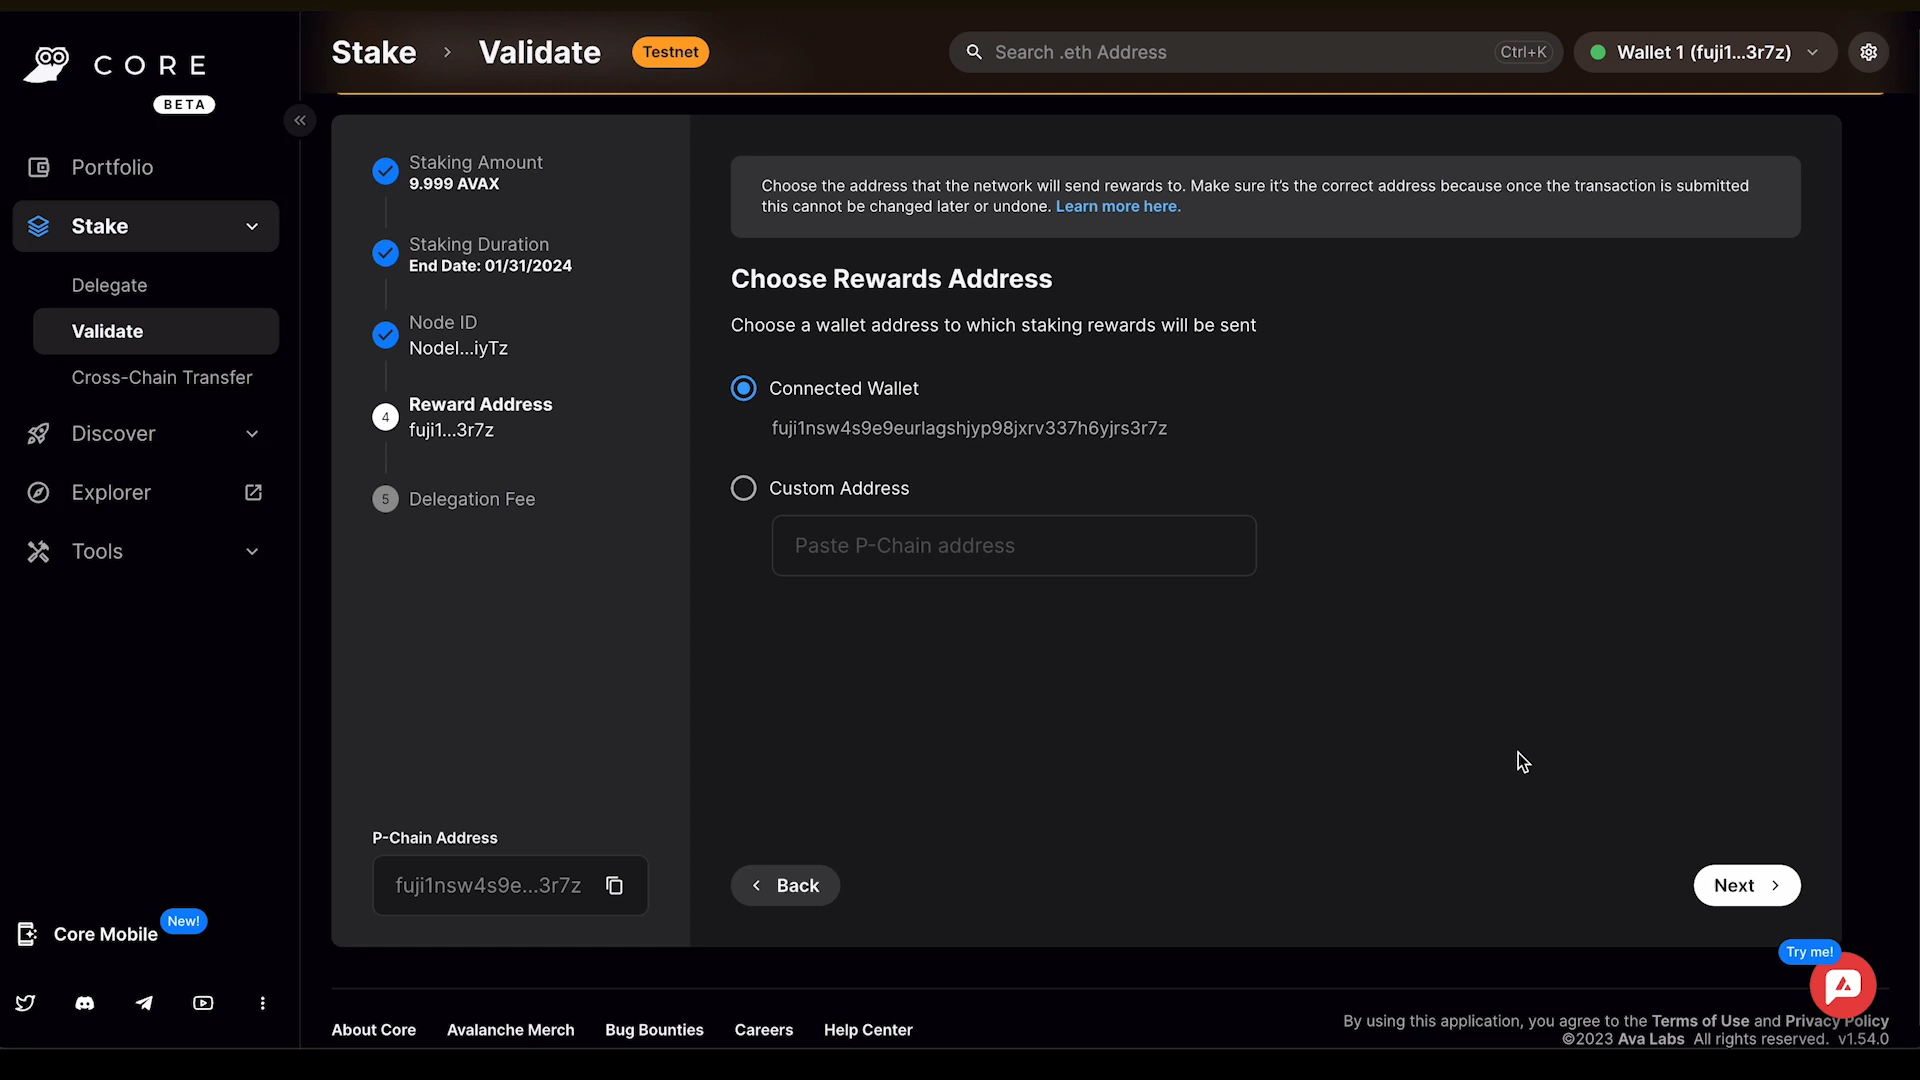 CORE
BETA
Stake
Validate
Testnet
Search .eth Address
Ctrl+K
Wallet 1 (fuji1...3r7z)
Portfolio
Stake
Delegate
Validate
Cross-Chain Transfer
Discover
Explorer
Tools
Core Mobile
New!
Staking Amount
9.999 AVAX
Staking Duration
End Date: 01/31/2024
Node ID
NodeI...iyTz
4
Reward Address
fuji1...3r7z
5
Delegation Fee
P-Chain Address
fuji1nsw4s9e...3r7z
Choose the address that the network will send rewards to. Make sure it’s the correct address because once the transaction is submitted
this cannot be changed later or undone. Learn more here.
Choose Rewards Address
Choose a wallet address to which staking rewards will be sent
Connected Wallet
fuji1nsw4s9e9eurlagshjyp98jxrv337h6yjrs3r7z
Custom Address
Paste P-Chain address
Back
Next
Try me!
About Core
Avalanche Merch
Bug Bounties
Careers
Help Center
By using this application, you agree to the Terms of Use and Privacy Policy
©2023 Ava Labs All rights reserved. v1.54.0